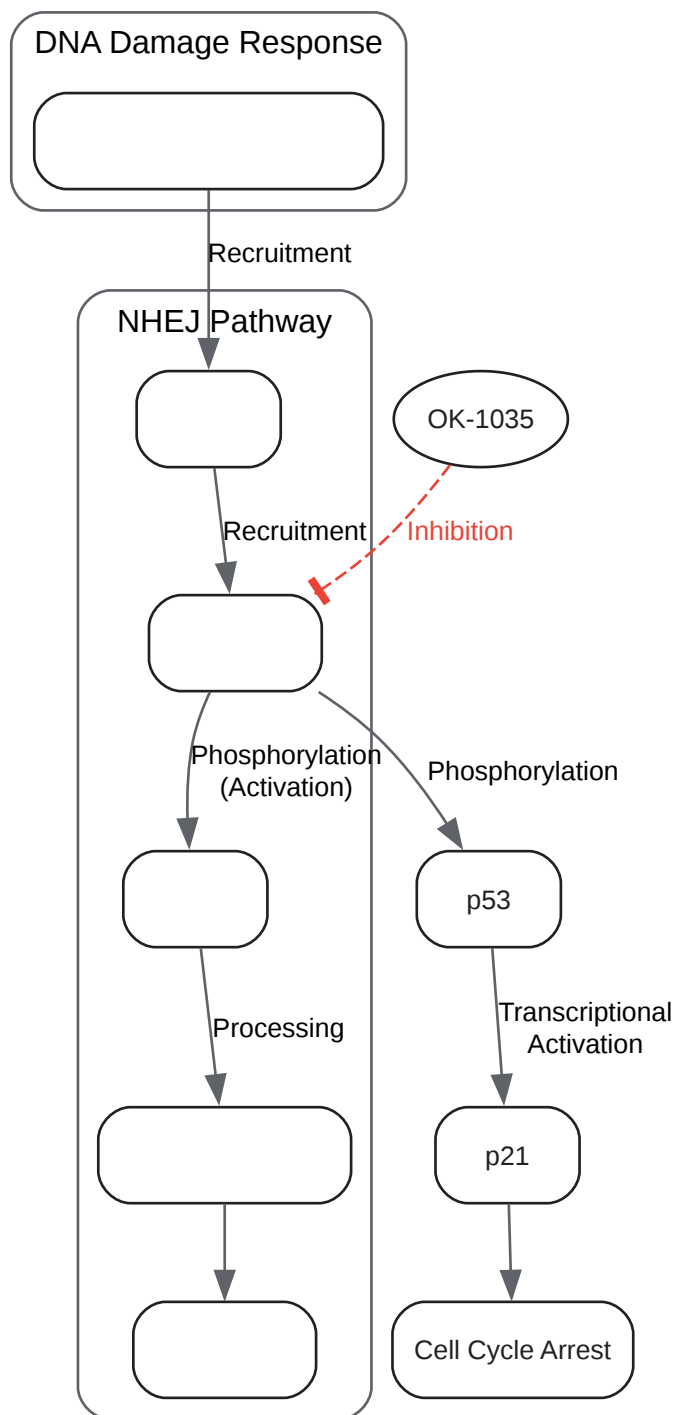 DNA Damage Response
Recruitment
NHEJ Pathway
OK-1035
Recruitment
Inhibition
Phosphorylation
(Activation)
Phosphorylation
p53
Processing
Transcriptional
Activation
p21
Cell Cycle Arrest